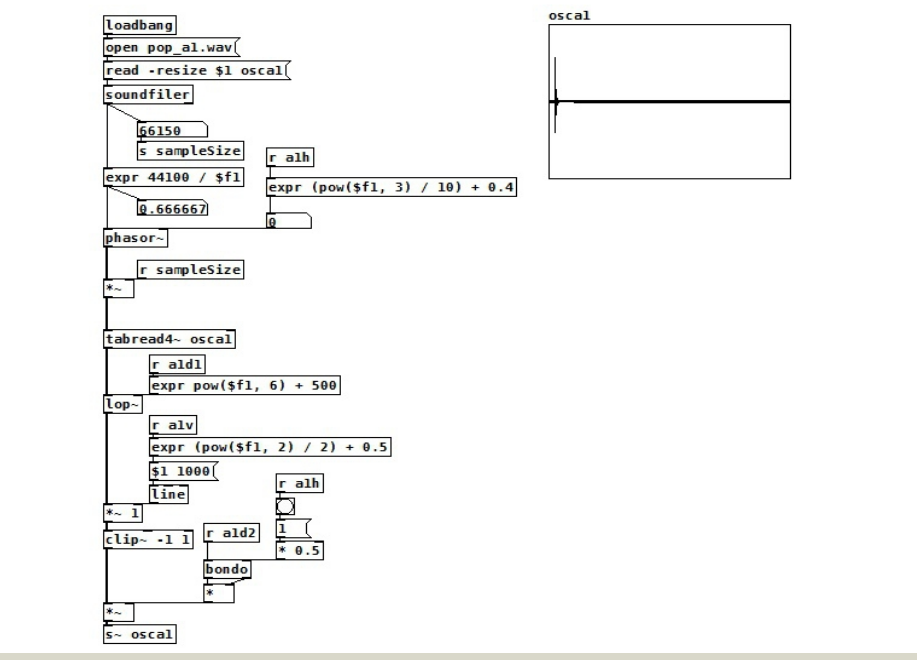 osca1
loadbang
open pop_a1.wav
read -resize $1 osca1
soundfiler
66150
s sampleSize
r a1h
expr 44100 / $f1
expr (pow($f1, 3) / 10) + 0.4
0.666667
0
phasor~
r sampleSize
*~
tabread4~ osca1
r a1d1
expr pow($f1, 6) + 500
lop~
r a1v
expr (pow($f1, 2) / 2) + 0.5
$1 1000
r a1h
line
*~ 1
1
r a1d2
clip~ -1 1
* 0.5
bondo
*
*~
s~ osca1